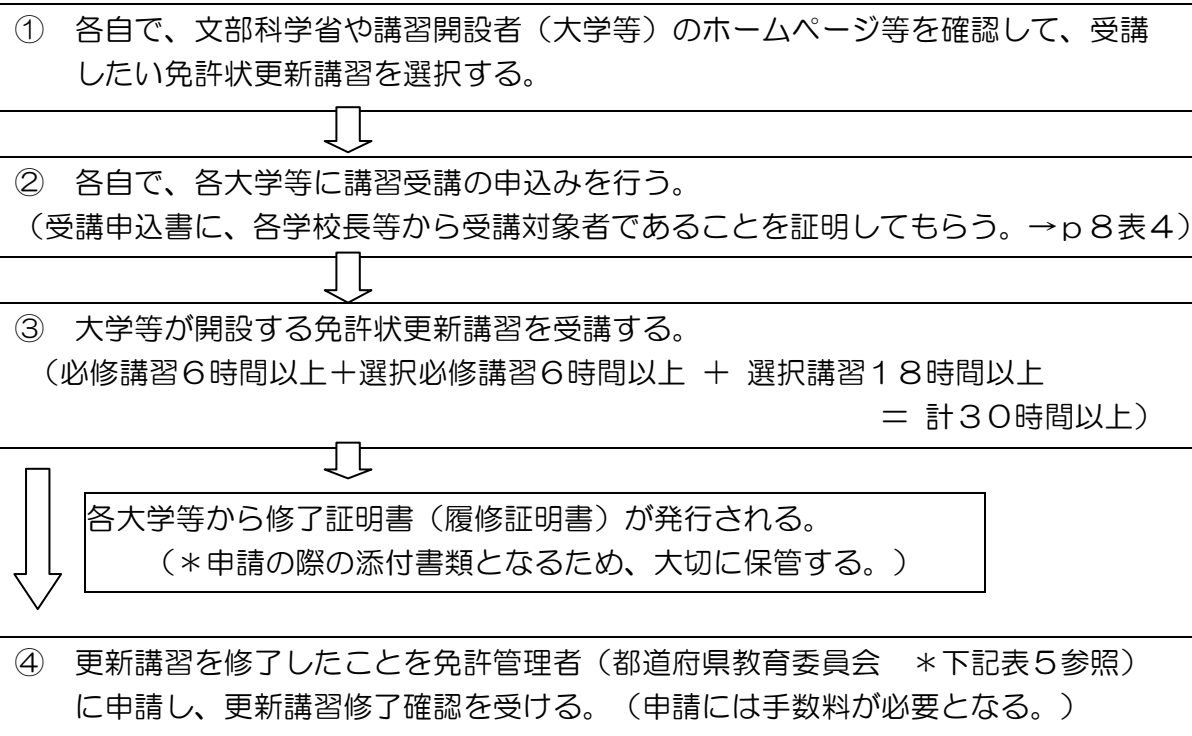 ① 各自で、文部科学省や講習開設者（大学等）のホームページ等を確認して、受講
したい免許状更新講習を選択する。
② 各自で、各大学等に講習受講の申込みを行う。
（受講申込書に、各学校長等から受講対象者であることを証明してもらう。→ｐ８表４）
③ 大学等が開設する免許状更新講習を受講する。
（必修講習６時間以上＋選択必修講習６時間以上 ＋ 選択講習１８時間以上
＝ 計３０時間以上）
各大学等から修了証明書（履修証明書）が発行される。
（＊申請の際の添付書類となるため、大切に保管する。）
④ 更新講習を修了したことを免許管理者（都道府県教育委員会 ＊下記表５参照）
に申請し、更新講習修了確認を受ける。（申請には手数料が必要となる。）